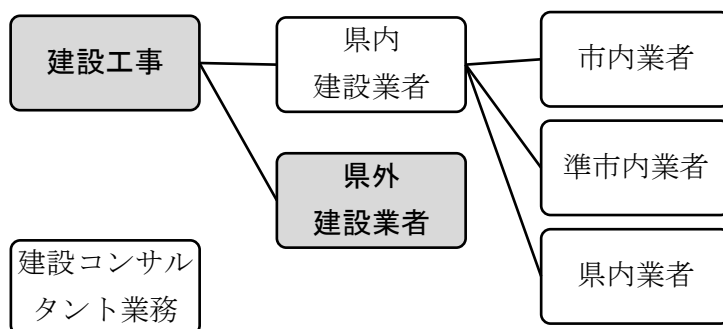 建設工事
県内
建設業者
市内業者
準市内業者
県外
建設業者
県内業者
建設コンサル
タント業務